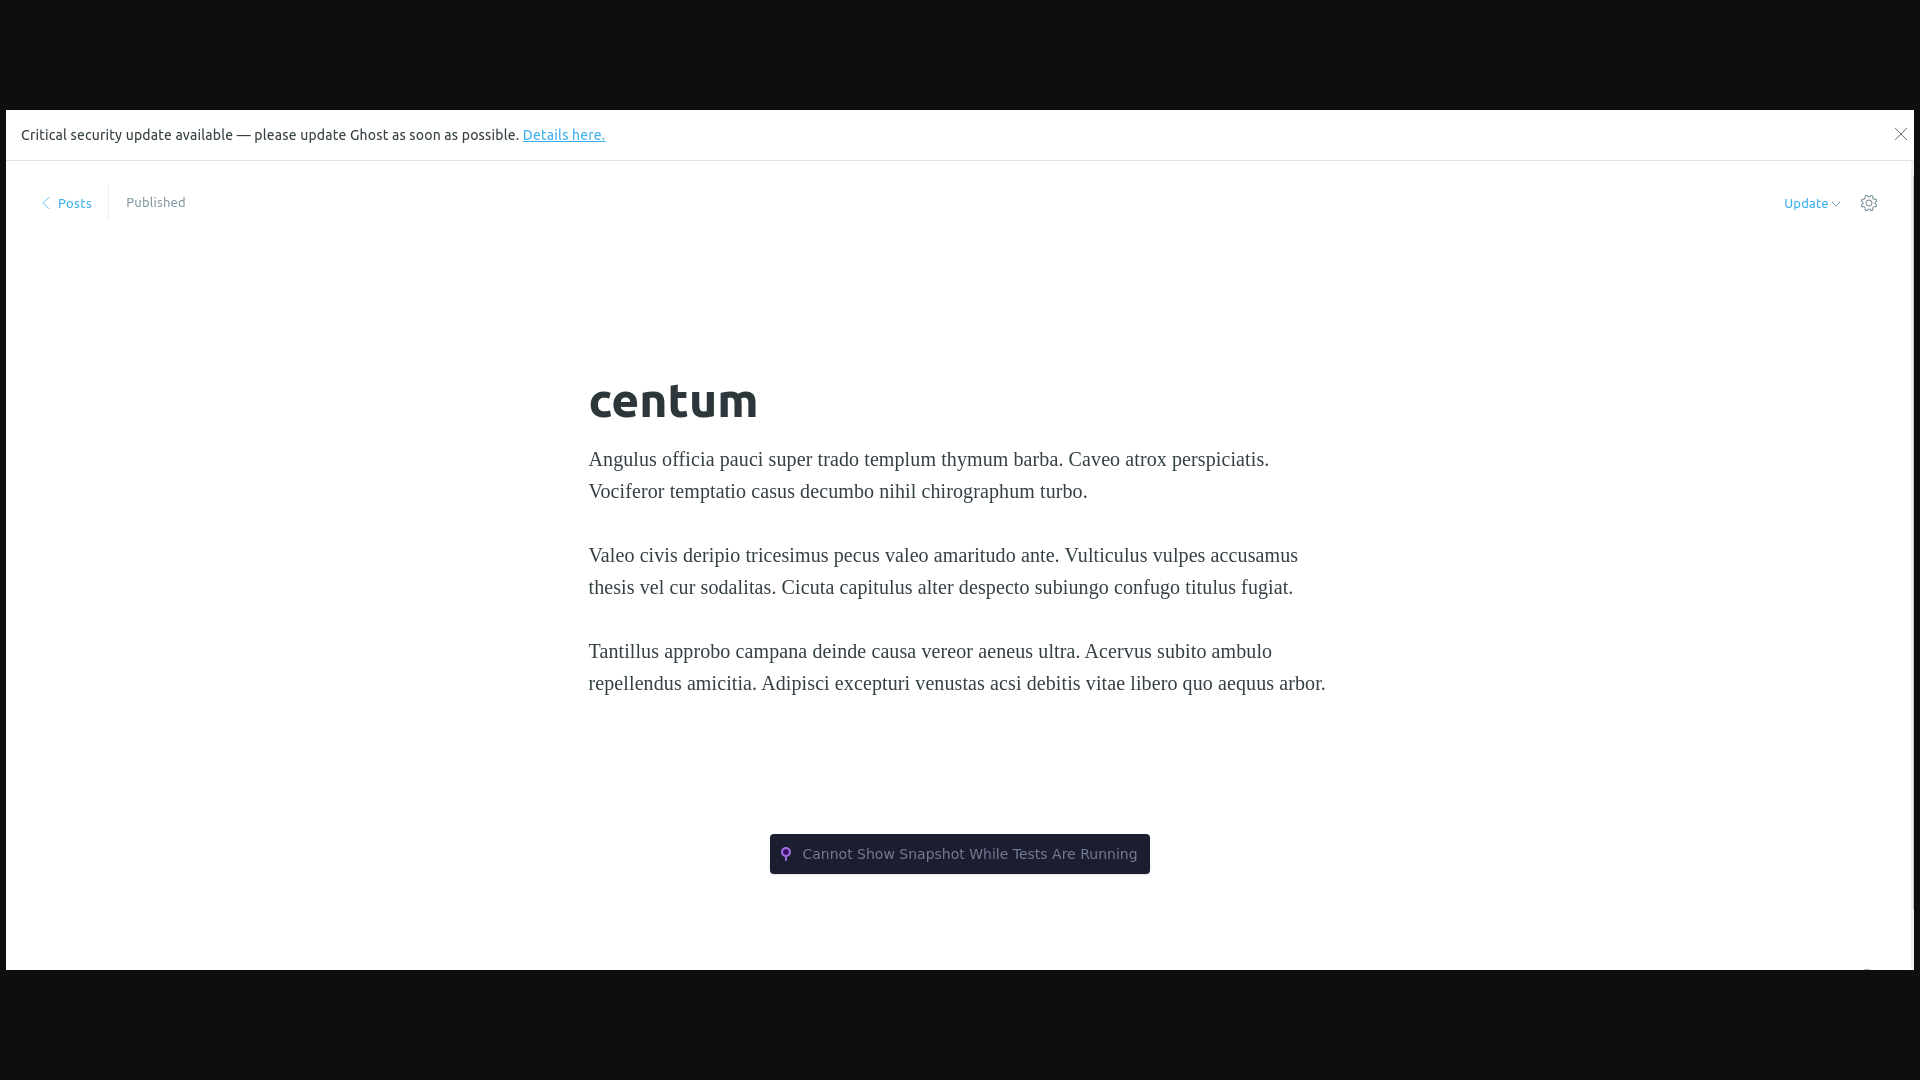 Critical security update available — please update Ghost as soon as possible. Details here.
Posts
Published
Update
centum
Angulus officia pauci super trado templum thymum barba. Caveo atrox perspiciatis.
Vociferor temptatio casus decumbo nihil chirographum turbo.
Valeo civis deripio tricesimus pecus valeo amaritudo ante. Vulticulus vulpes accusamus
thesis vel cur sodalitas. Cicuta capitulus alter despecto subiungo confugo titulus fugiat.
Tantillus approbo campana deinde causa vereor aeneus ultra. Acervus subito ambulo
repellendus amicitia. Adipisci excepturi venustas acsi debitis vitae libero quo aequus arbor.
Cannot Show Snapshot While Tests Are Running